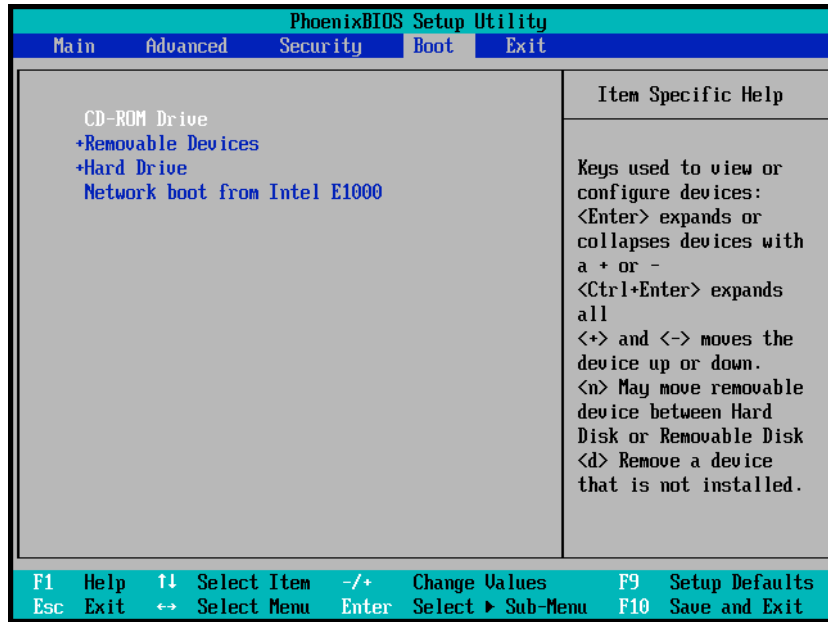 PhoenixBIOS Setup Utility
Main Advanced Security Boot Exit
CD-ROM Drive
+Removable Devices
+Hard Drive
Network boot from Intel E1000
Item Specific Help
Keys used to view or
configure devices:
<Enter> expands or
collapses devices with
a + or -
<Ctrl+Enter> expands
all
<+> and <-> moves the
device up or down.
<n> May move removable
device between Hard
Disk or Removable Disk
<d> Remove a device
that is not installed.
F1 Help ↑↓ Select Item -/+ Change Values F9 Setup Defaults
Esc Exit ↔ Select Menu Enter Select ▶ Sub-Menu F10 Save and Exit